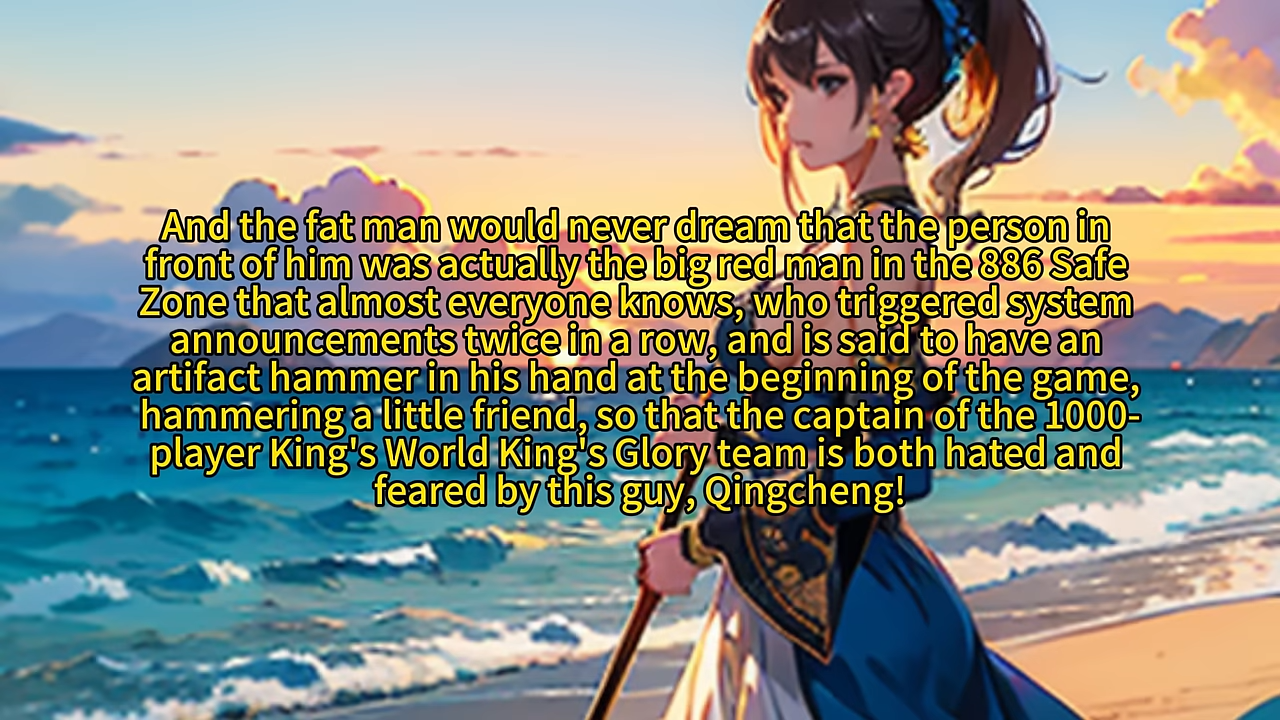 And the fat man would never dream that the person in
front of him was actually the big red man in the 886 Safe
Zone that almost everyone knows, who triggered system
announcements twice in a row, and is said to have an
artifact hammer in his hand at the beginning of the game,
hammering a little friend, so that the captain of the 1000-
player King's World King's Glory team is both hated and
feared by this guy, Qingcheng!